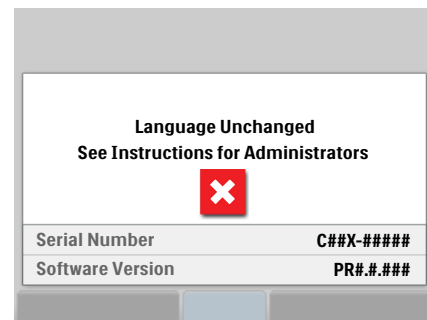 Language Unchanged
See Instructions for Administrators
Serial Number C##X-#####
Software Version PR#.#.###